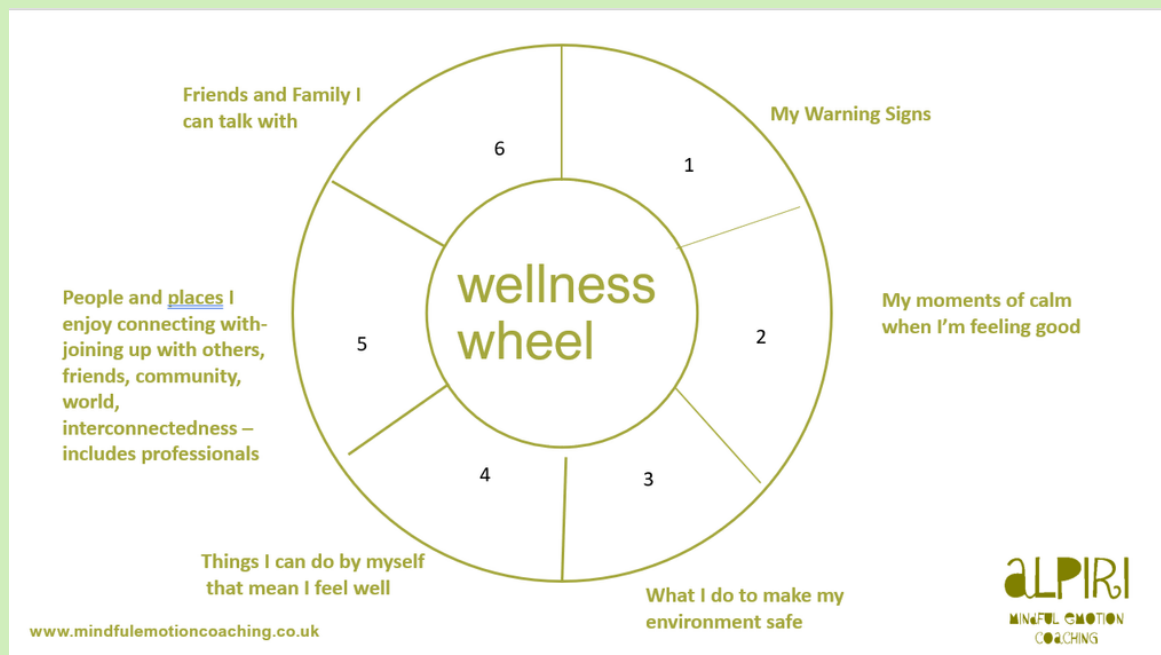 Friends and Family I
can talk with
My Warning Signs
6
1
wellness
wheel
People and places I
enjoy connecting with-
joining up with others,
friends, community,
world,
interconnectedness –
includes professionals
5
2
My moments of calm
when I’m feeling good
4
3
Things I can do by myself
that mean I feel well
What I do to make my
environment safe
www.mindfulemotioncoaching.co.uk
aLPIRI
MINDFUL EMOTION
COaCHING